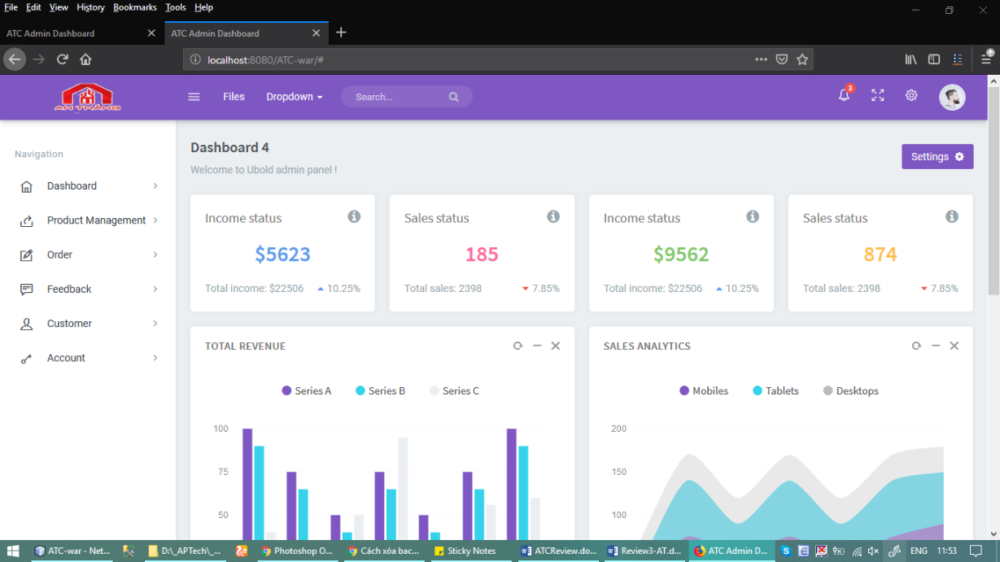 File Edit View History Bookmarks Tools Help
ATC Admin Dashboard
ATC Admin Dashboard
localhost:8080/ATC-war/#
AN THẮNG
Files
Dropdown
Search...
3
Navigation
Dashboard
Product Management
Order
Feedback
Customer
Account
Dashboard 4
Welcome to Ubold admin panel !
Settings
Income status
$5623
Total income: $22506 10.25%
Sales status
185
Total sales: 2398 7.85%
Income status
$9562
Total income: $22506 10.25%
Sales status
874
Total sales: 2398 7.85%
TOTAL REVENUE
Series A Series B Series C
100
75
50
SALES ANALYTICS
Mobiles Tablets Desktops
200
150
100
ATC-war - Net...
D:\_APTech\_...
Photoshop O...
Cách xóa bac...
Sticky Notes
ATCReview.do...
Review3-AT.d...
ATC Admin D...
ENG
11:53